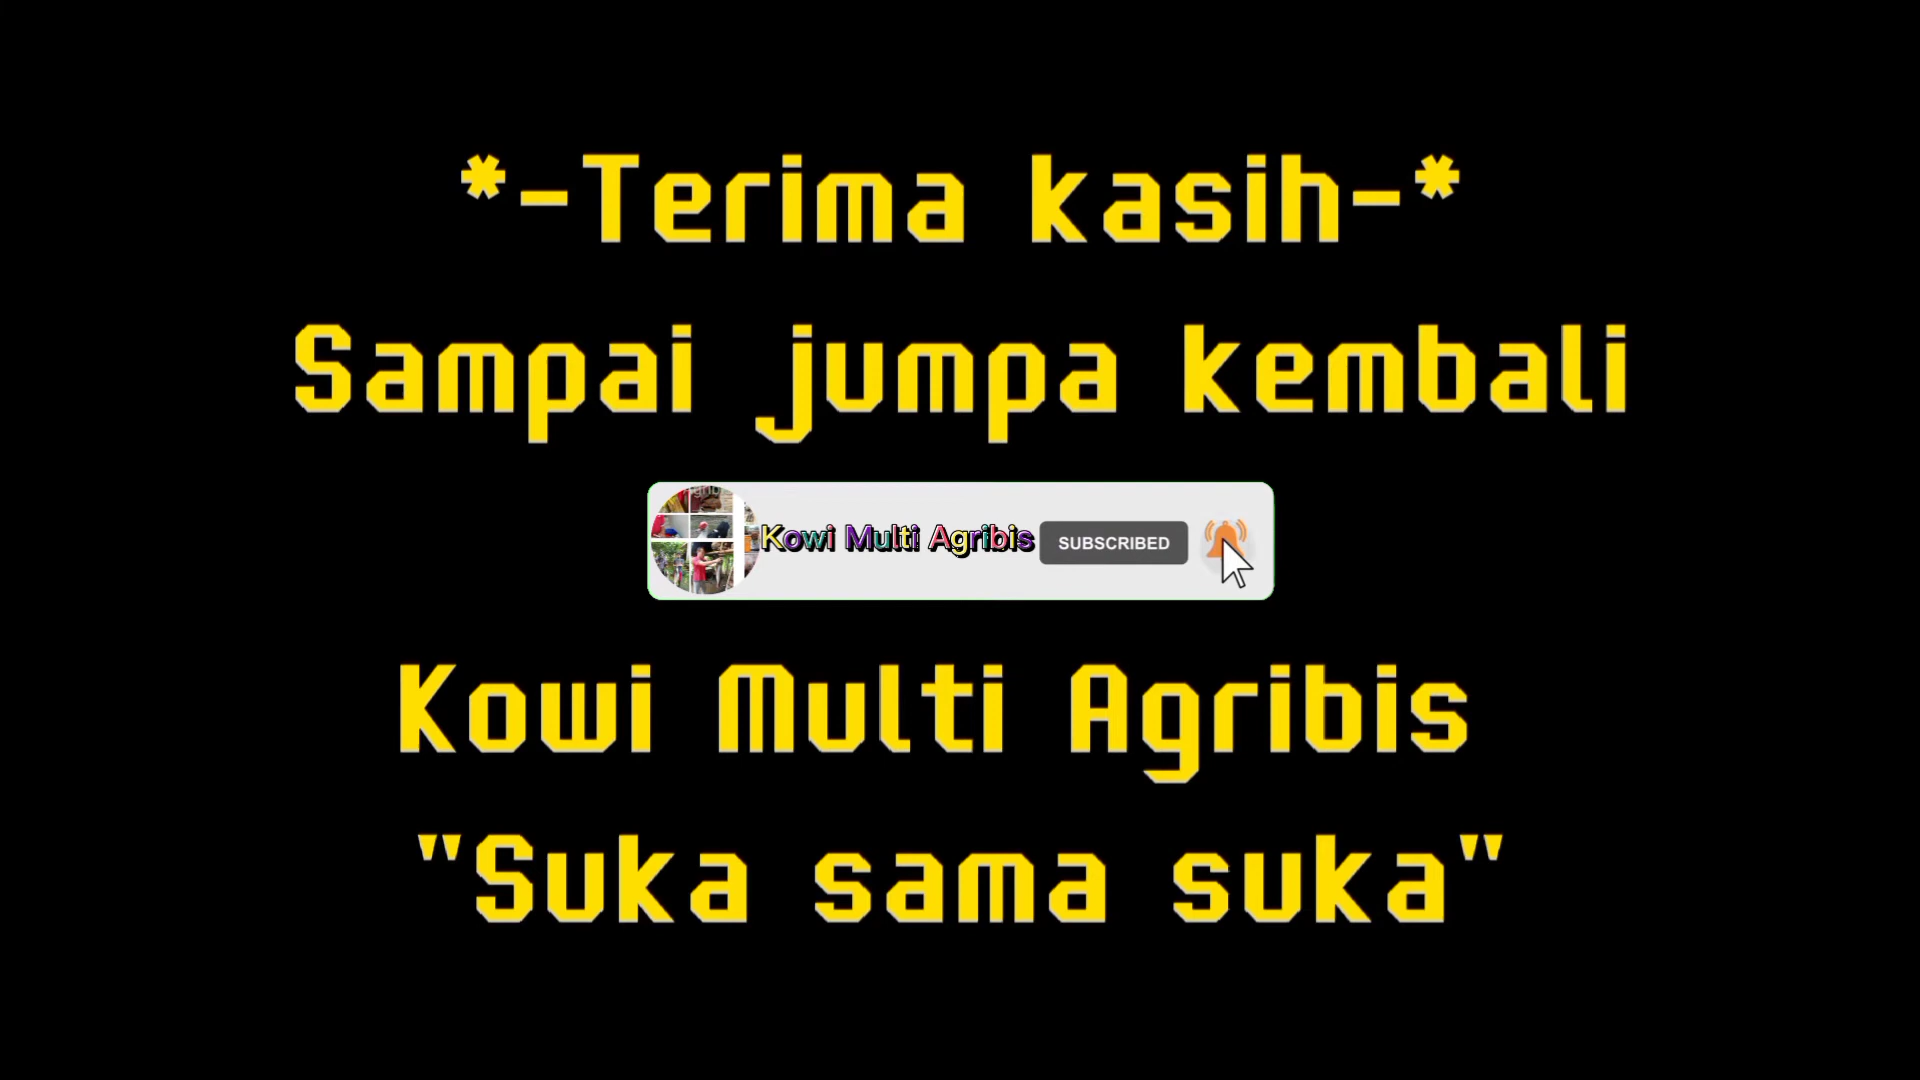 *-Terima kasih-*
Sampai jumpa kembali
Kowi Multi Agribis SUBSCRIBED
Kowi Multi Agribis
"Suka sama suka"